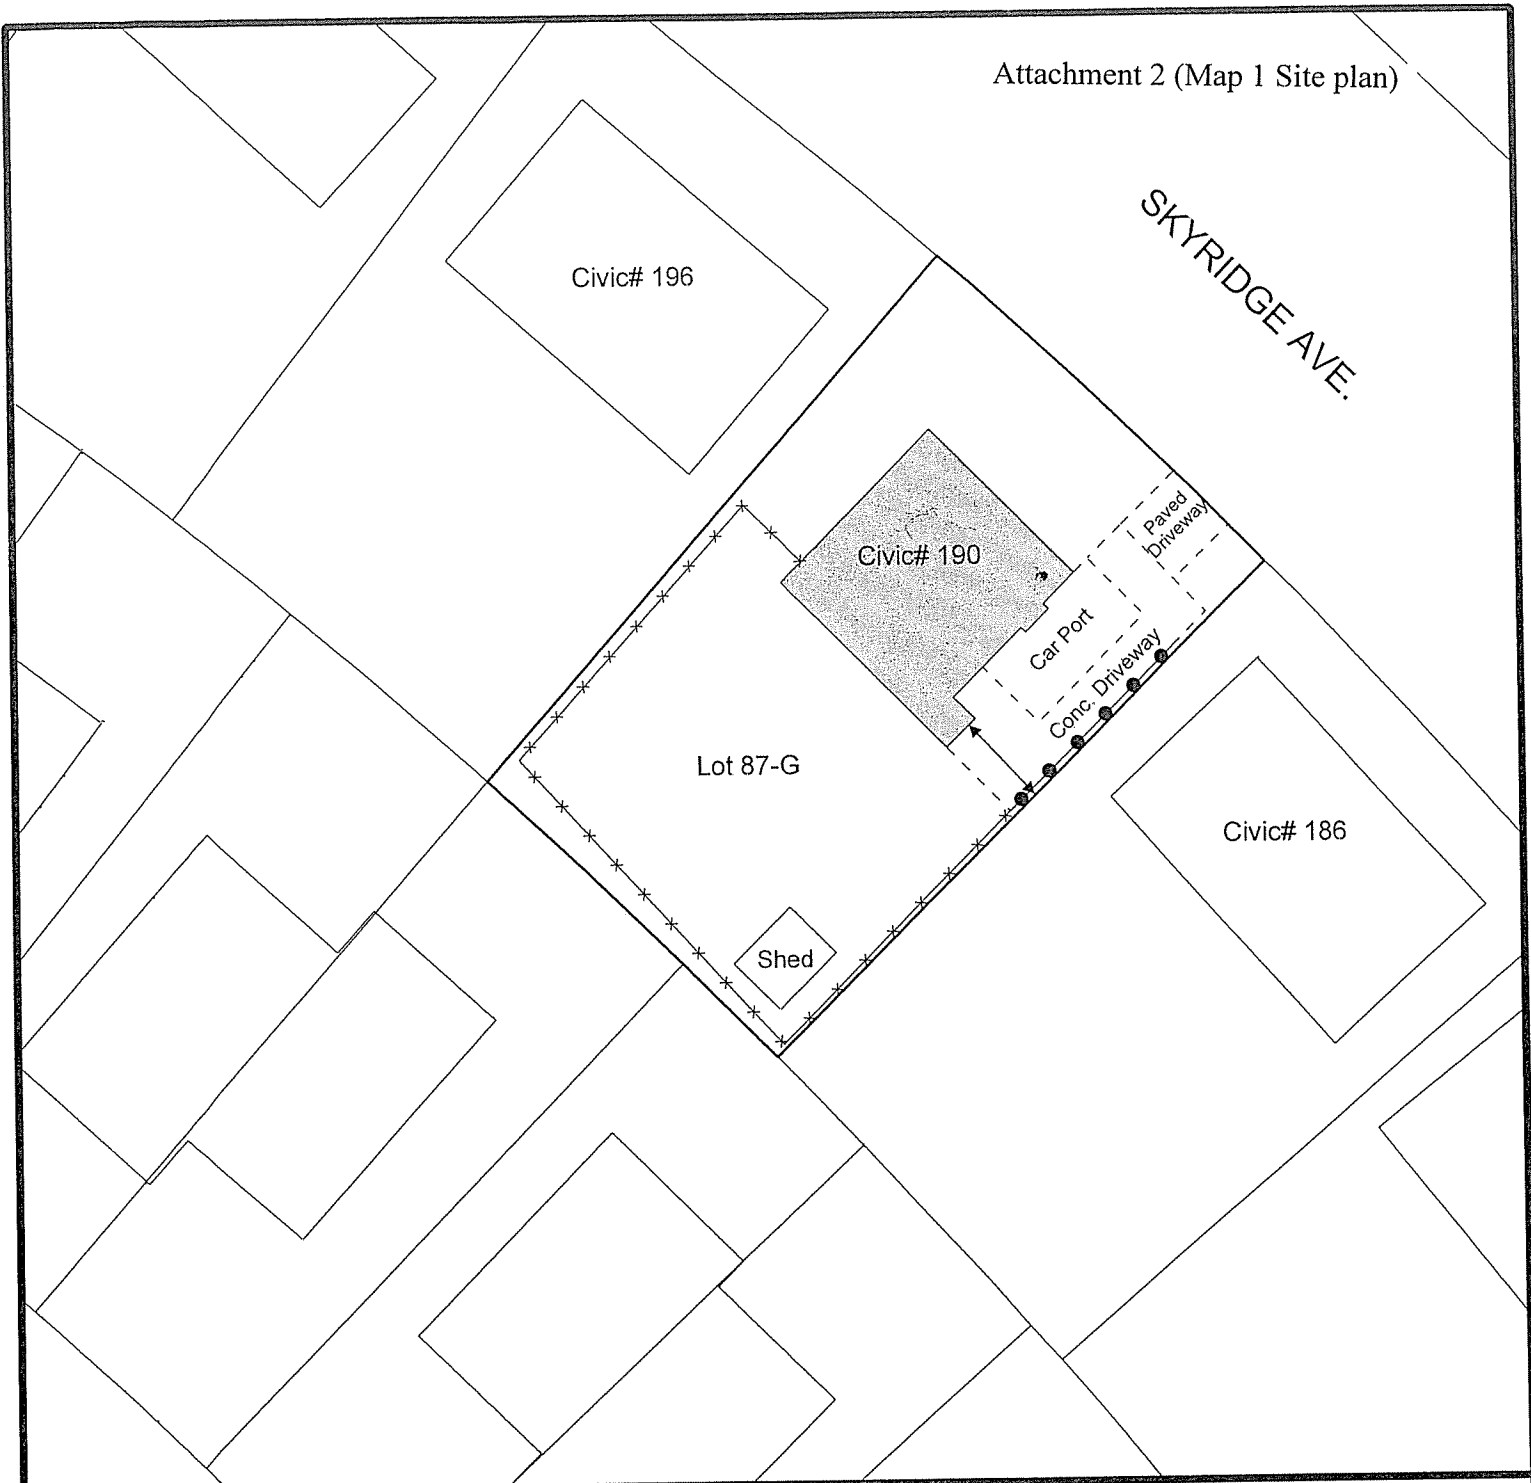 Attachment 2 (Map 1 Site plan)
SKYRIDGE AVE.
Civic# 196
Paved
Driveway
Civic# 190
Car Port
Conc. Driveway
Lot 87-G
Civic# 186
Shed